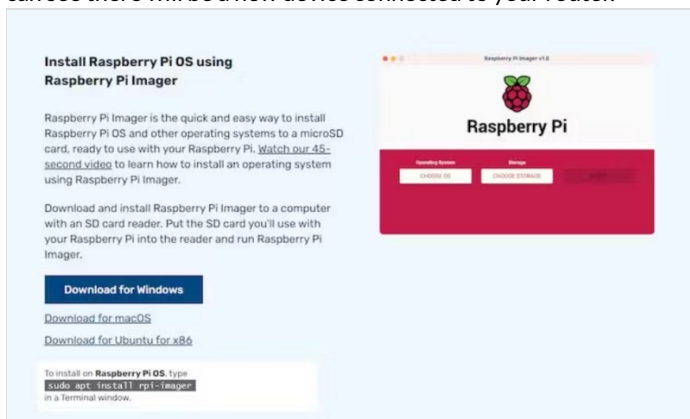 Install Raspberry Pi OS using
Raspberry Pi Imager
Raspberry Pi Imager is the quick and easy way to install
Raspberry Pi OS and other operating systems to a microSD
card, ready to use with your Raspberry Pi. Watch our 45-
second video to learn how to install an operating system
using Raspberry Pi Imager.
Download and install Raspberry Pi Imager to a computer
with an SD card reader. Put the SD card you'll use with
your Raspberry Pi into the reader and run Raspberry Pi
Imager.
Download for Windows
Download for macOS
Download for Ubuntu for x86
To install on Raspberry Pi OS, type
sudo apt install rpi-imager
in a Terminal window.
Raspberry Pi Imager v1.6
Raspberry Pi
Operating System
Storage
CHOOSE OS
CHOOSE STORAGE